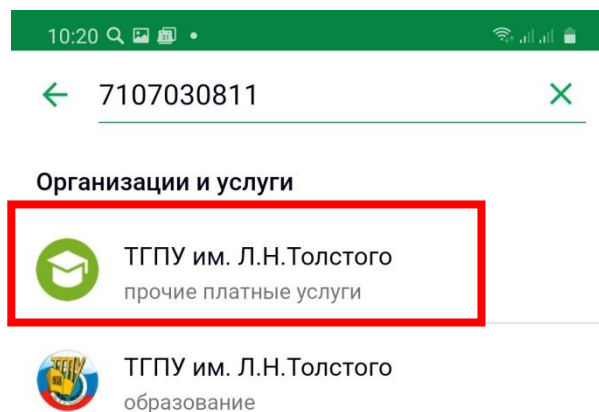 10:20
7107030811
Организации и услуги
ТГПУ им. Л.Н.Толстого
прочие платные услуги
ТГПУ им. Л.Н.Толстого
образование